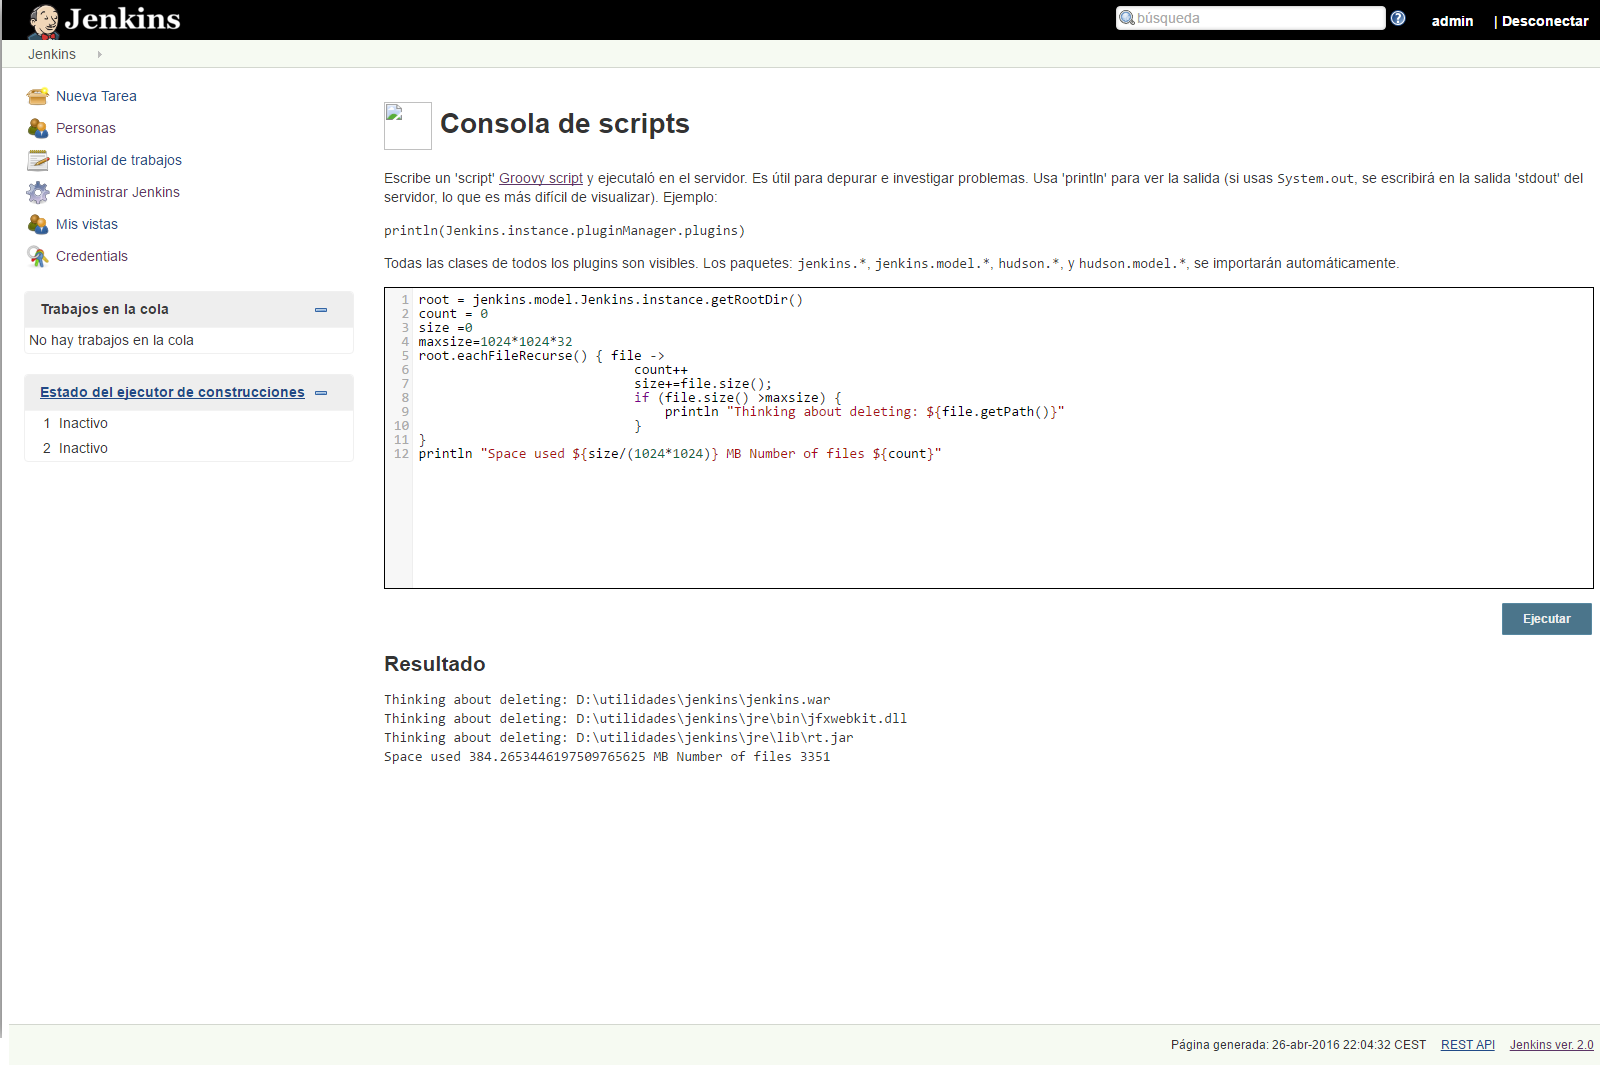 Jenkins
búsqueda
admin
| Desconectar
Jenkins
Nueva Tarea
Personas
Historial de trabajos
Administrar Jenkins
Mis vistas
Credentials
Trabajos en la cola
No hay trabajos en la cola
Estado del ejecutor de construcciones
1 Inactivo
2 Inactivo
Consola de scripts
Escribe un 'script' Groovy script y ejecutaló en el servidor. Es útil para depurar e investigar problemas. Usa 'println' para ver la salida (si usas System.out, se escribirá en la salida 'stdout' del
servidor, lo que es más difícil de visualizar). Ejemplo:
println(Jenkins.instance.pluginManager.plugins)
Todas las clases de todos los plugins son visibles. Los paquetes: jenkins.*, jenkins.model.*, hudson.*, y hudson.model.*, se importarán automáticamente.
1 root = jenkins.model.Jenkins.instance.getRootDir()
2 count = 0
3 size =0
4 maxsize=1024*1024*32
5 root.eachFileRecurse() { file ->
6 count++
7 size+=file.size();
8 if (file.size() >maxsize) {
9 println "Thinking about deleting: ${file.getPath()}"
10 }
11 }
12 println "Space used ${size/(1024*1024)} MB Number of files ${count}"
Ejecutar
Resultado
Thinking about deleting: D:\utilidades\jenkins\jenkins.war
Thinking about deleting: D:\utilidades\jenkins\jre\bin\jfxwebkit.dll
Thinking about deleting: D:\utilidades\jenkins\jre\lib\rt.jar
Space used 384.2653446197509765625 MB Number of files 3351
Página generada: 26-abr-2016 22:04:32 CEST
REST API
Jenkins ver. 2.0